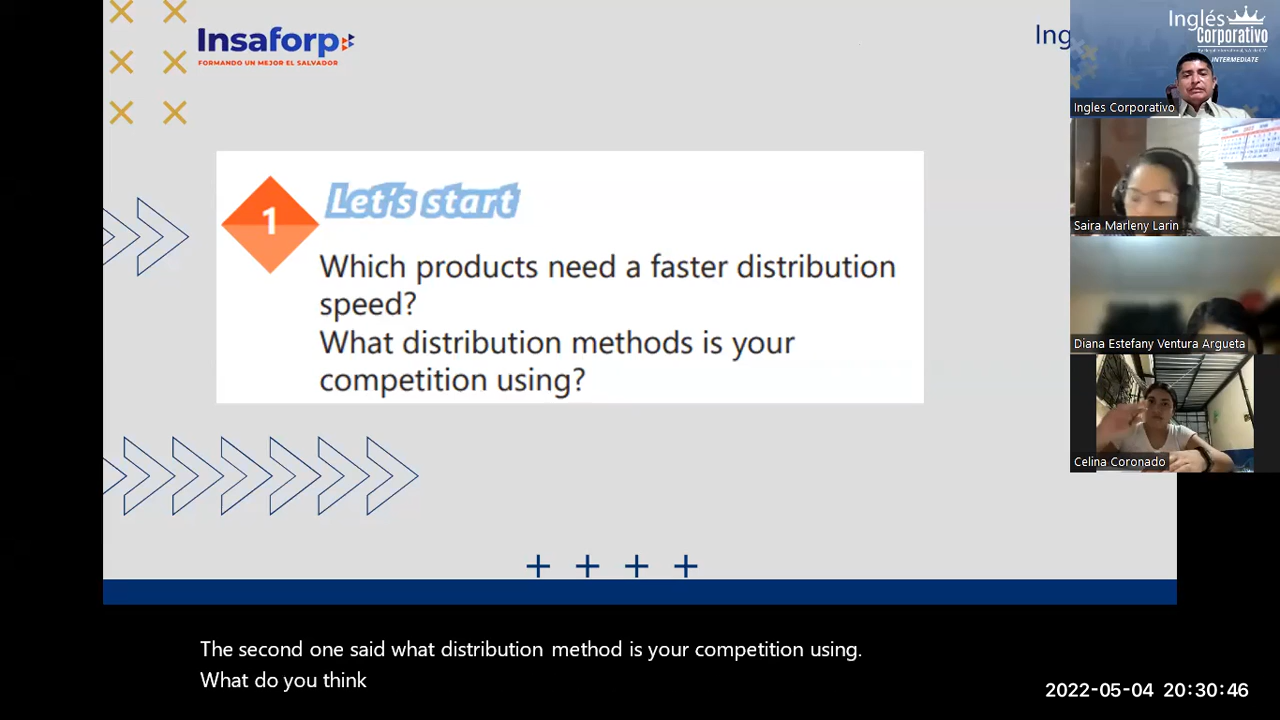 Insaforp
FORMANDO UN MEJOR EL SALVADOR
Ing
Inglés
Corporativo
INTERMEDIATE
Ingles Corporativo
Saira Marleny Larin
Diana Estefany Ventura Argueta
Celina Coronado
1
Let's start
Which products need a faster distribution
speed?
What distribution methods is your
competition using?
The second one said what distribution method is your competition using.
What do you think
2022-05-04 20:30:46